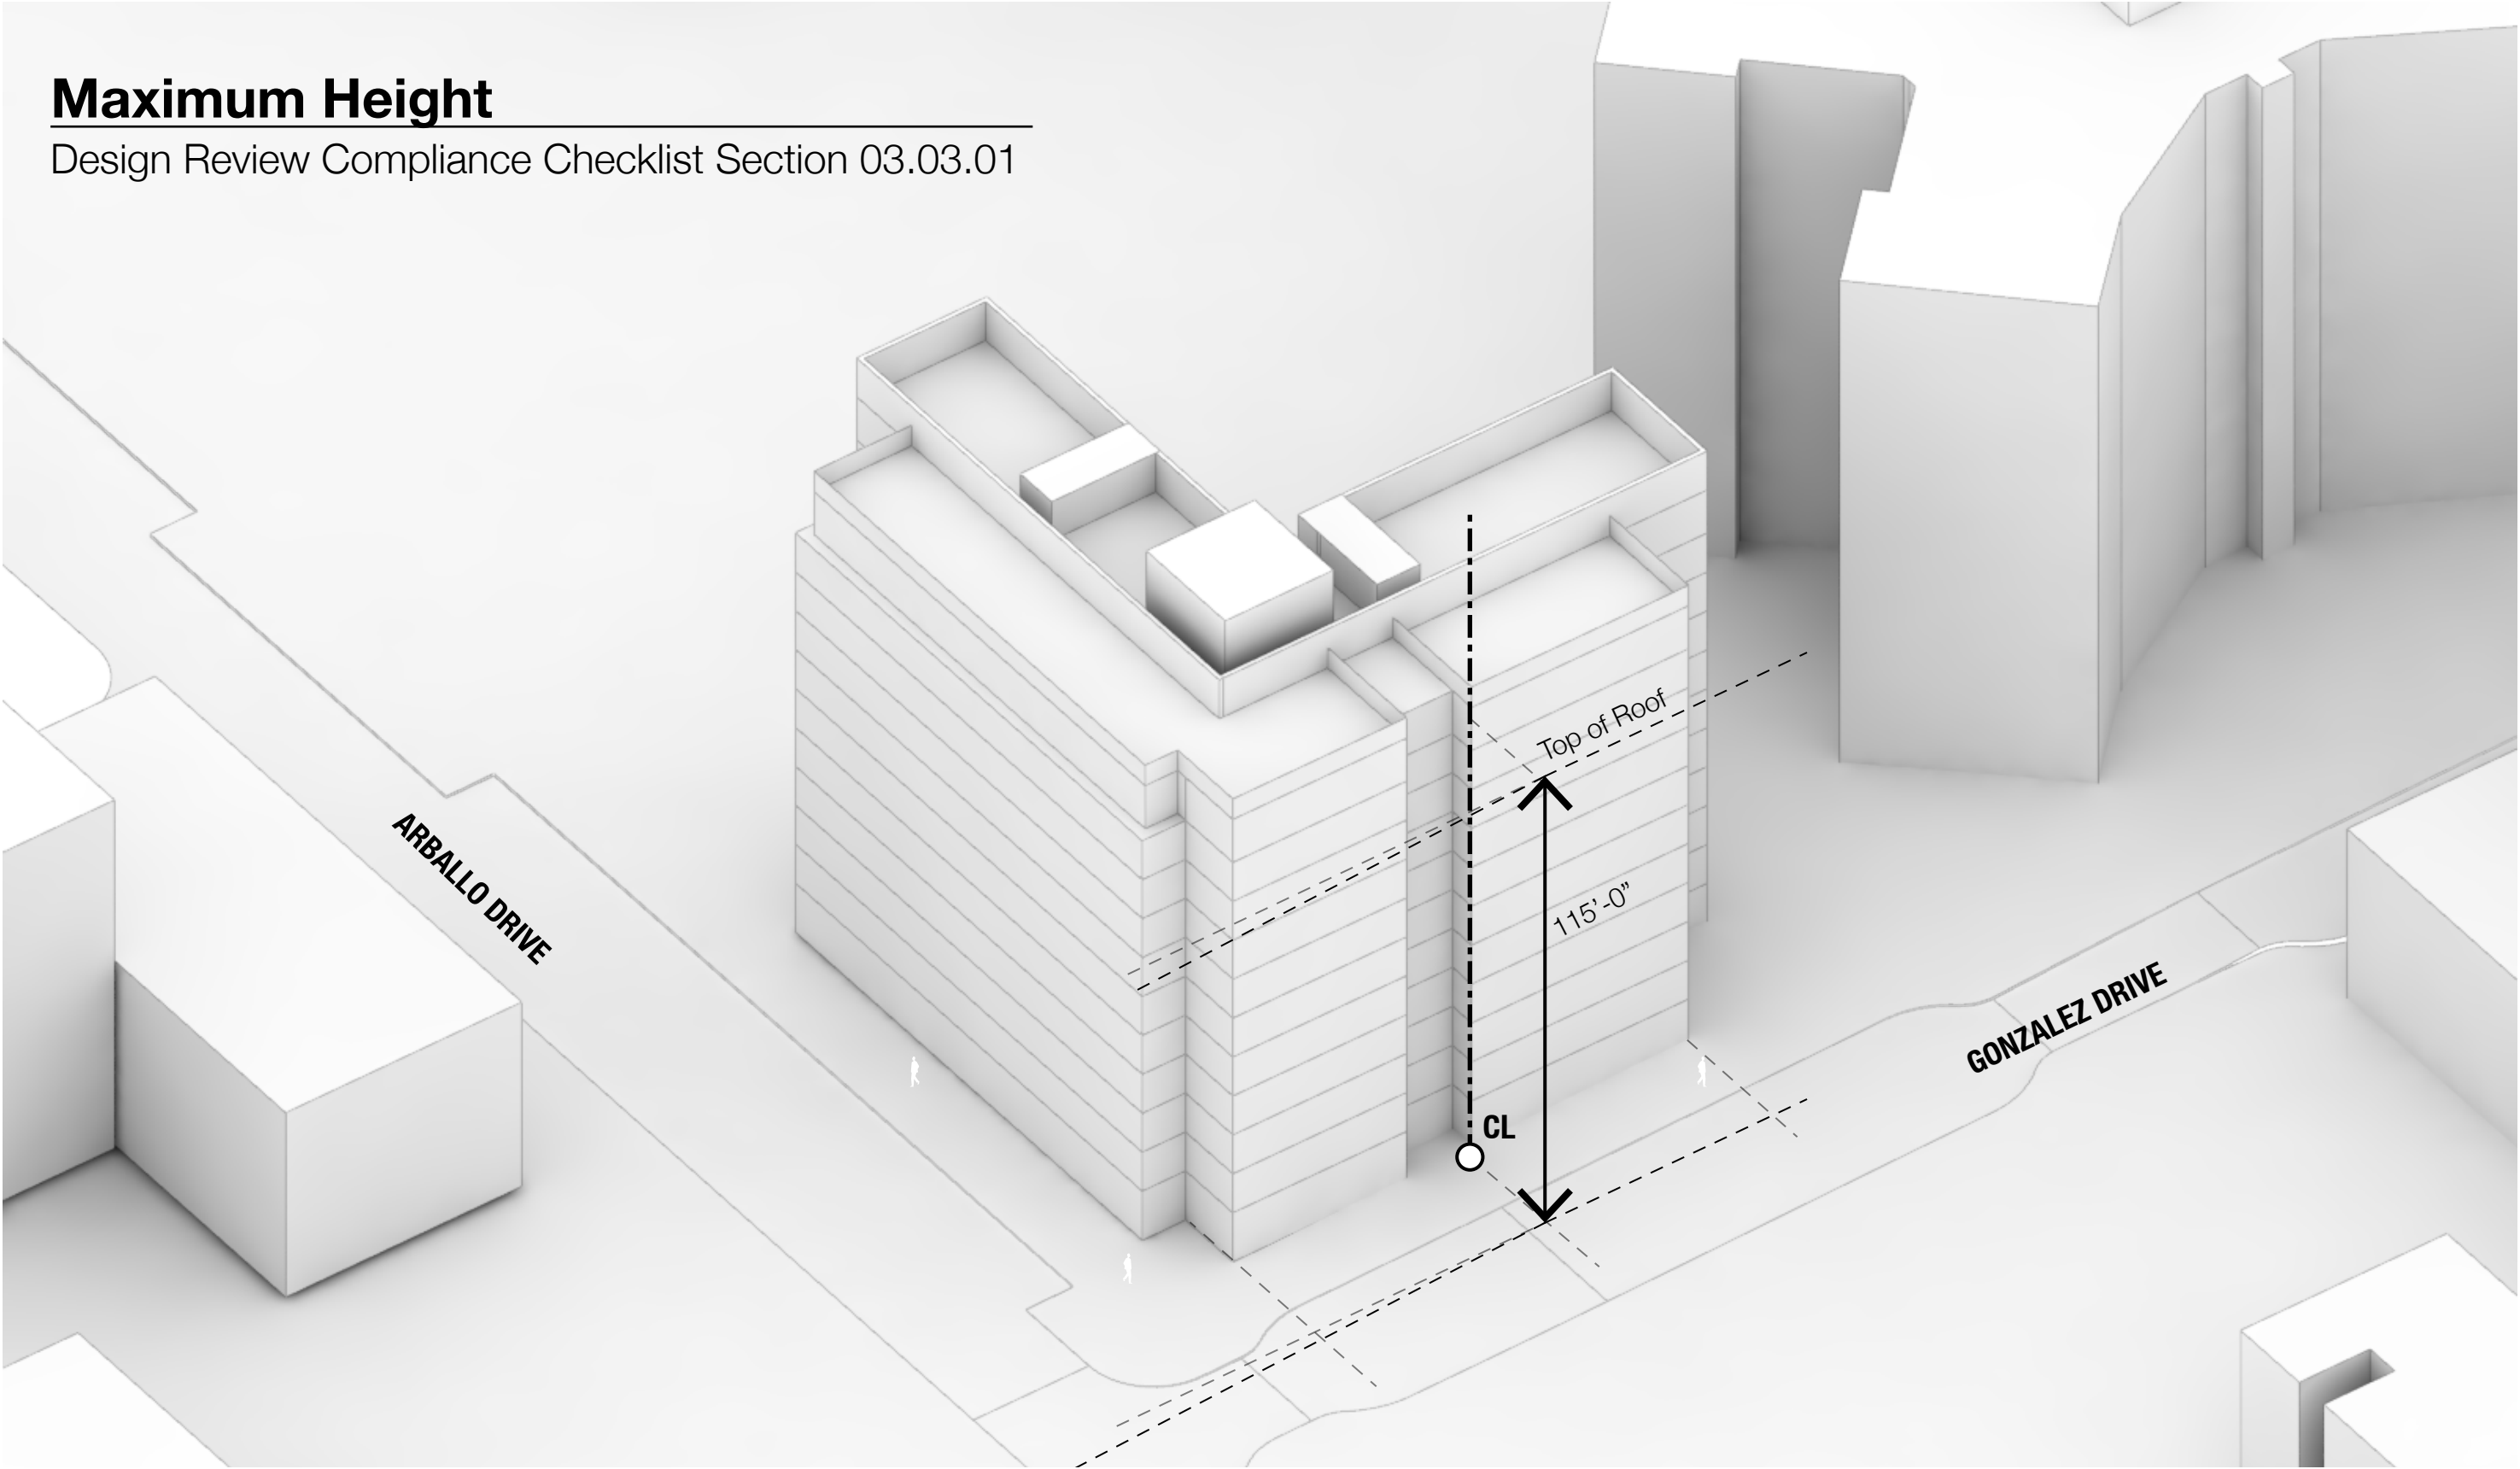 Maximum Height
Design Review Compliance Checklist Section 03.03.01
Top of Roof
ARBALLO DRIVE
115’-0”
GONZALEZ DRIVE
CL